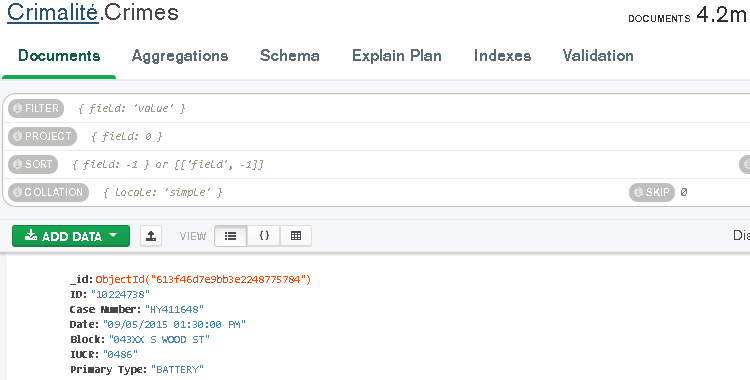 Crimalité.Crimes
DOCUMENTS 4.2m
Documents Aggregations Schema Explain Plan Indexes Validation
FILTER { field: 'value' }
PROJECT { field: 0 }
SORT { field: -1 } or [['field', -1]]
COLLATION { locale: 'simple' } SKIP 0
ADD DATA VIEW {} Dis
_id: ObjectId("613f46d7e9bb3e2248775784")
ID: "10224738"
Case Number: "HY411648"
Date: "09/05/2015 01:30:00 PM"
Block: "043XX S WOOD ST"
IUCR: "0486"
Primary Type: "BATTERY"